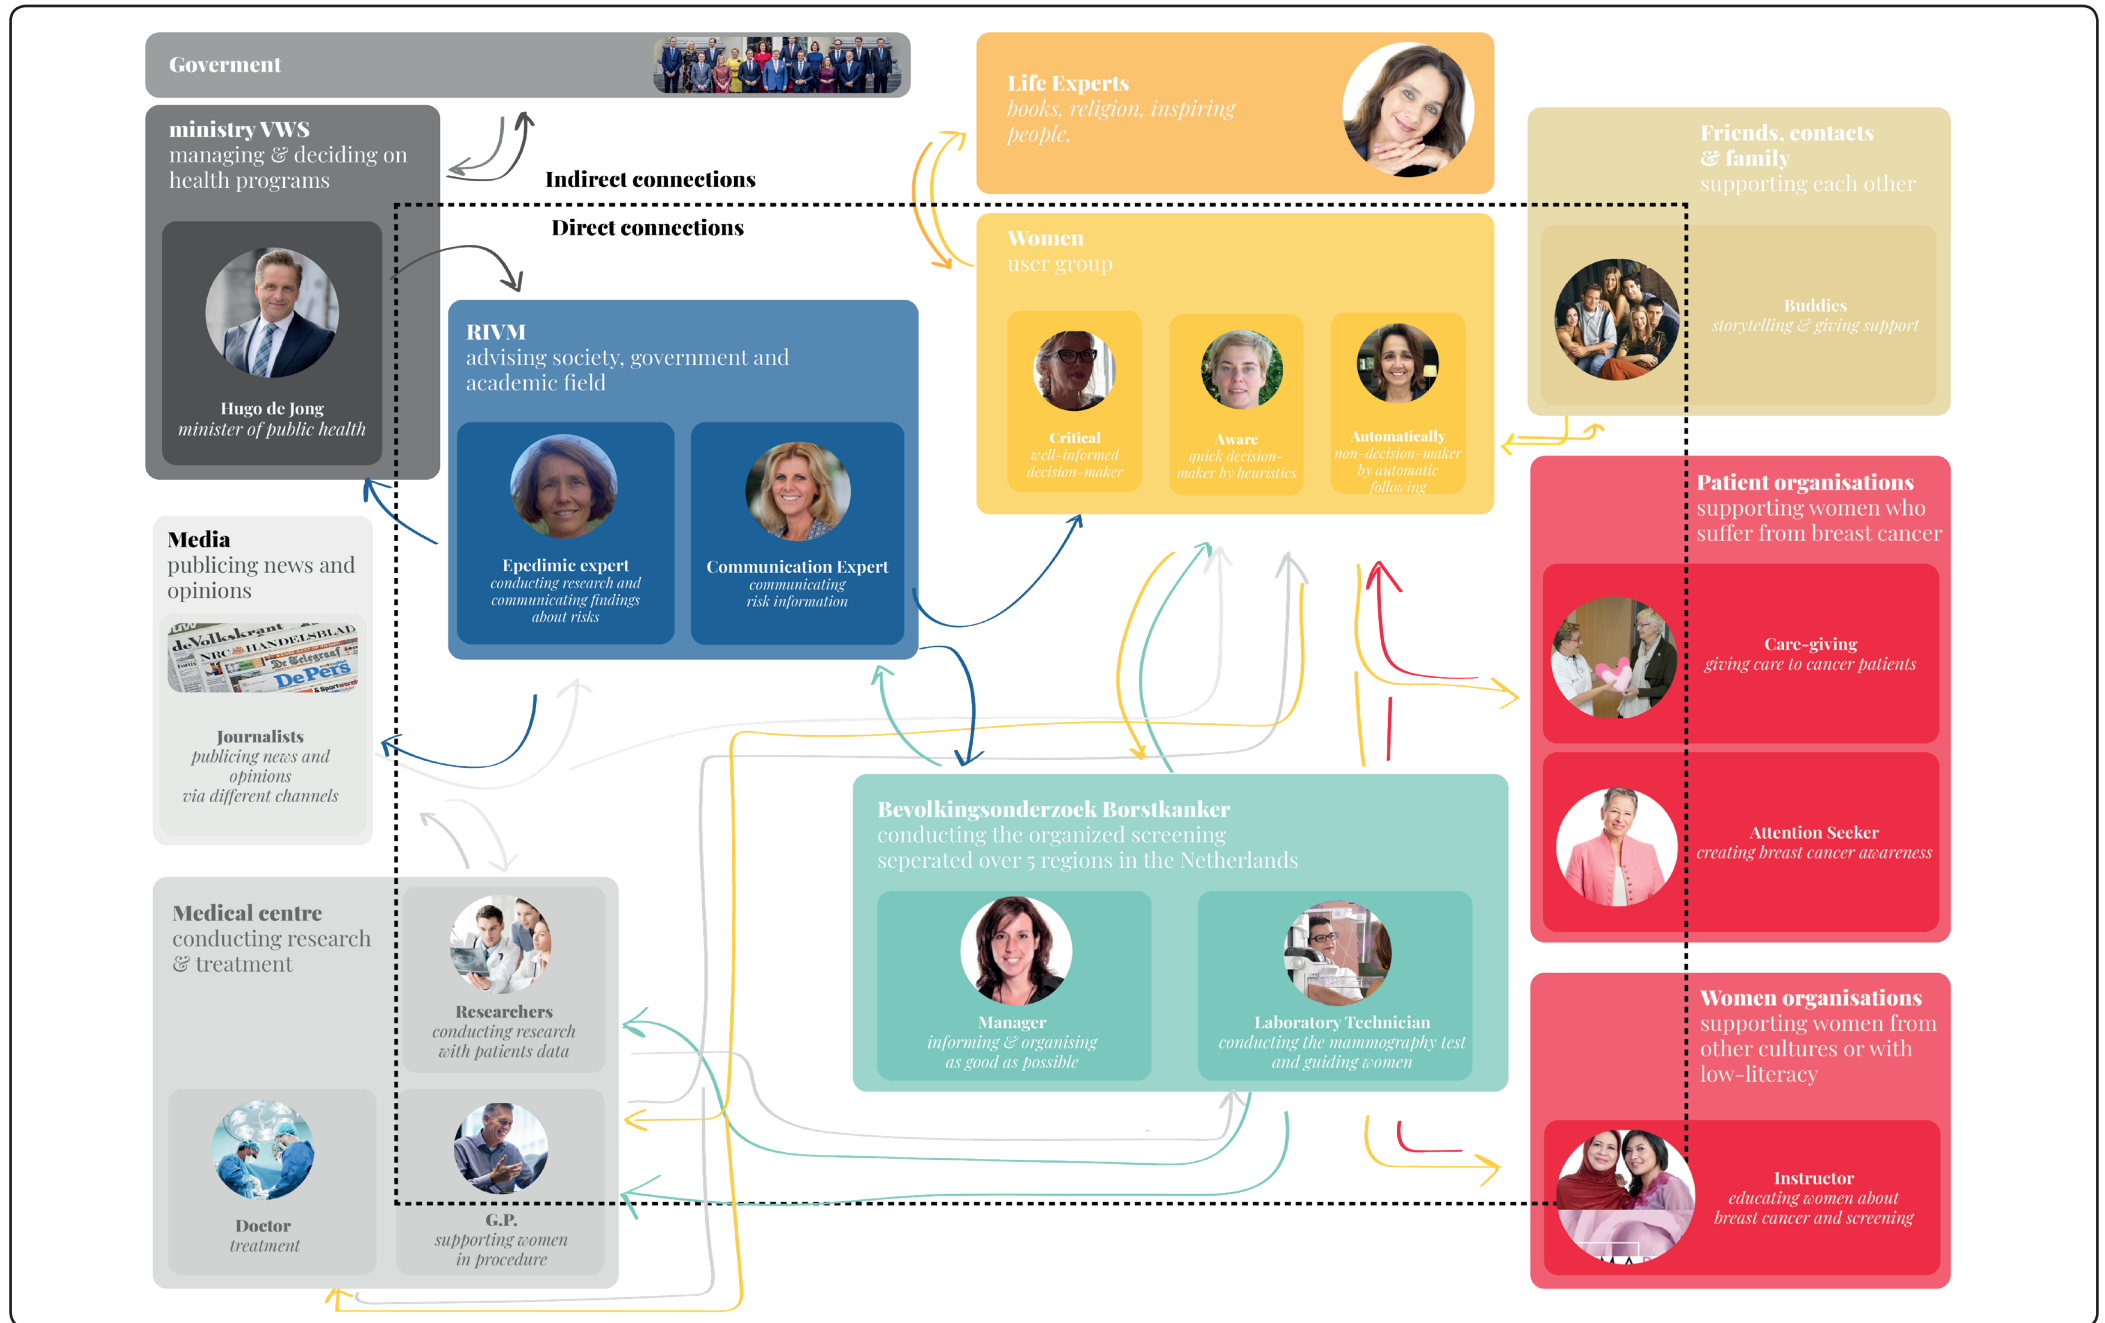 Goverment
ministry VWS
managing & deciding on
health programs
Hugo de Jong
minister of public health
Indirect connections
Direct connections
Life Experts
books, religion, inspiring
people,
Women
user group
Critical
well-informed
decision-maker
Aware
quick decision-
maker by heuristics
Automatically
non-decision-maker
by automatic
following
Friends, contacts
& family
supporting each other
Buddies
storytelling & giving support
RIVM
advising society, government and
academic field
Epedimic expert
conducting research and
communicating findings
about risks
Communication Expert
communicating
risk information
Patient organisations
supporting women who
suffer from breast cancer
Care-giving
giving care to cancer patients
Attention Seeker
creating breast cancer awareness
Media
publicing news and
opinions
deVolkskrant
NRC HANDELSBLAD
De Telegraaf
DePers
&Sportwereld
Journalists
publicing news and
opinions
via different channels
Bevolkingsonderzoek Borstkanker
conducting the organized screening
seperated over 5 regions in the Netherlands
Manager
informing & organising
as good as possible
Laboratory Technician
conducting the mammography test
and guiding women
Medical centre
conducting research
& treatment
Researchers
conducting research
with patients data
Doctor
treatment
G.P.
supporting women
in procedure
Women organisations
supporting women from
other cultures or with
low-literacy
Instructor
educating women about
breast cancer and screening